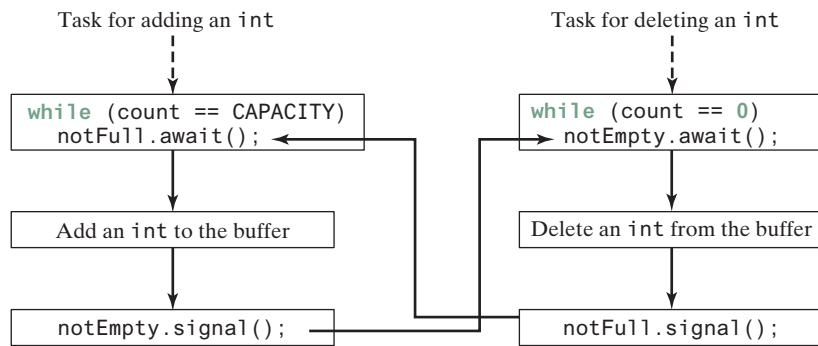 Task for adding an int
while (count == CAPACITY)
notFull.await();
Add an int to the buffer
notEmpty.signal();
Task for deleting an int
while (count == 0)
notEmpty.await();
Delete an int from the buffer
notFull.signal();